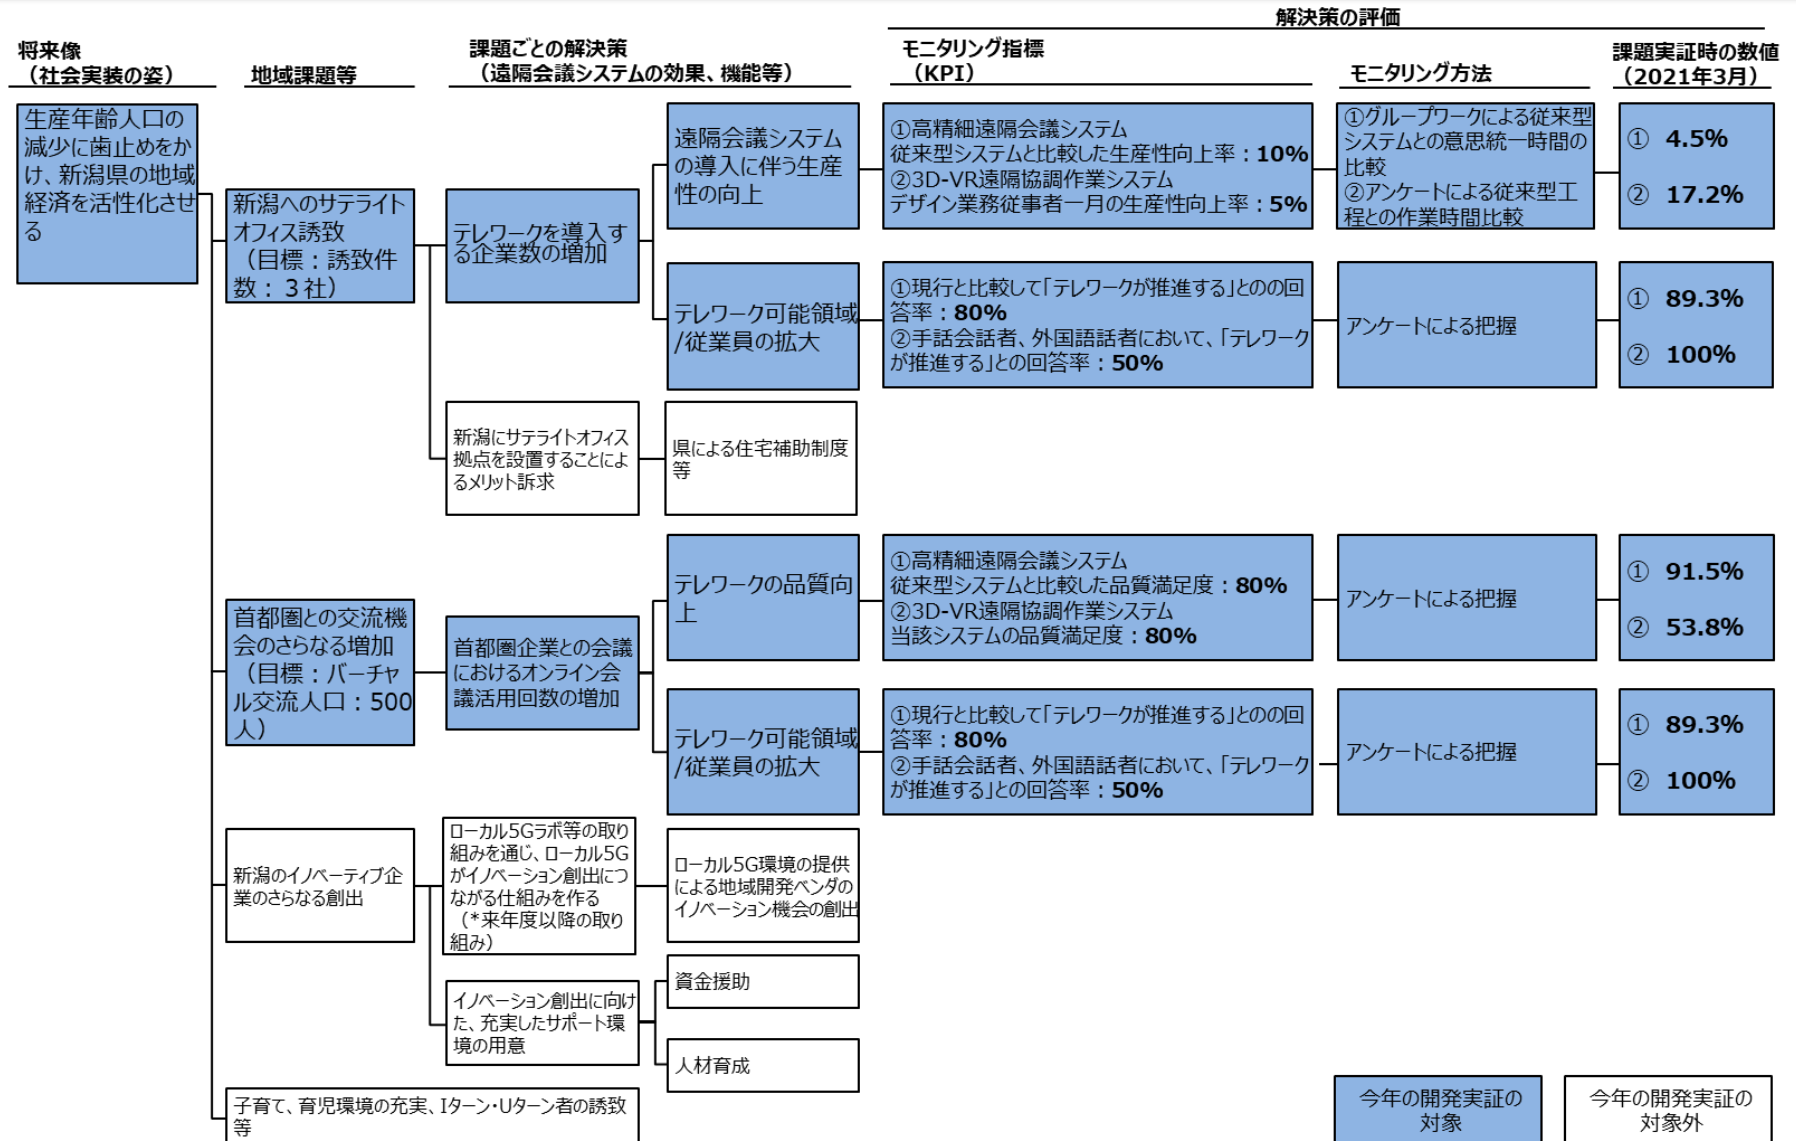 解決策の評価
将来像
（社会実装の姿）
地域課題等
課題ごとの解決策
（遠隔会議システムの効果、機能等）
モニタリング指標
（KPI）
モニタリング方法
課題実証時の数値
（2021年3月）
生産年齢人口の
減少に歯止めをか
け、新潟県の地域
経済を活性化させ
る
新潟へのサテライト
オフィス誘致
（目標：誘致件
数：３社）
テレワークを導入す
る企業数の増加
遠隔会議システム
の導入に伴う生産
性の向上
①高精細遠隔会議システム
従来型システムと比較した生産性向上率：10%
②3D-VR遠隔協調作業システム
デザイン業務従事者一月の生産性向上率：5%
①グループワークによる従来型
システムとの意思統一時間の
比較
②アンケートによる従来型工
程との作業時間比較
① 4.5%
② 17.2%
テレワーク可能領域
/従業員の拡大
①現行と比較して「テレワークが推進する」とのの回
答率：80%
②手話会話者、外国語話者において、「テレワーク
が推進する」との回答率：50%
アンケートによる把握
① 89.3%
② 100%
新潟にサテライトオフィス
拠点を設置することによ
るメリット訴求
県による住宅補助制度
等
首都圏との交流機
会のさらなる増加
（目標：バーチャ
ル交流人口：500
人）
首都圏企業との会議
におけるオンライン会
議活用回数の増加
テレワークの品質向
上
①高精細遠隔会議システム
従来型システムと比較した品質満足度：80%
②3D-VR遠隔協調作業システム
当該システムの品質満足度：80%
アンケートによる把握
① 91.5%
② 53.8%
テレワーク可能領域
/従業員の拡大
①現行と比較して「テレワークが推進する」とのの回
答率：80%
②手話会話者、外国語話者において、「テレワーク
が推進する」との回答率：50%
アンケートによる把握
① 89.3%
② 100%
新潟のイノベーティブ企
業のさらなる創出
ローカル5Gラボ等の取り
組みを通じ、ローカル5G
がイノベーション創出につ
ながる仕組みを作る
（*来年度以降の取り
組み）
ローカル5G環境の提供
による地域開発ベンダの
イノベーション機会の創出
イノベーション創出に向け
た、充実したサポート環
境の用意
資金援助
人材育成
子育て、育児環境の充実、Iターン・Uターン者の誘致
等
今年の開発実証の
対象
今年の開発実証の
対象外